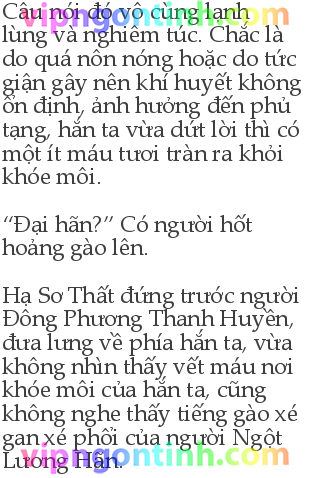 Câu nói đó vô cùng lạnh
lùng và nghiêm túc. Chắc là
do quá nôn nóng hoặc do tức
giận gây nên khí huyết không
ổn định, ảnh hưởng đến phủ
tạng, hắn ta vừa dứt lời thì có
một ít máu tươi tràn ra khỏi
khóe môi.
“Đại hãn?” Có người hốt
hoảng gào lên.
Hạ Sơ Thất đứng trước người
Đông Phương Thanh Huyền,
đưa lưng về phía hắn ta, vừa
không nhìn thấy vết máu nơi
khóe môi của hắn ta, cũng
không nghe thấy tiếng gào xé
gan xé phổi của người Ngột
Lương Hãn.
vipngontinh.com
vipngontinh.com